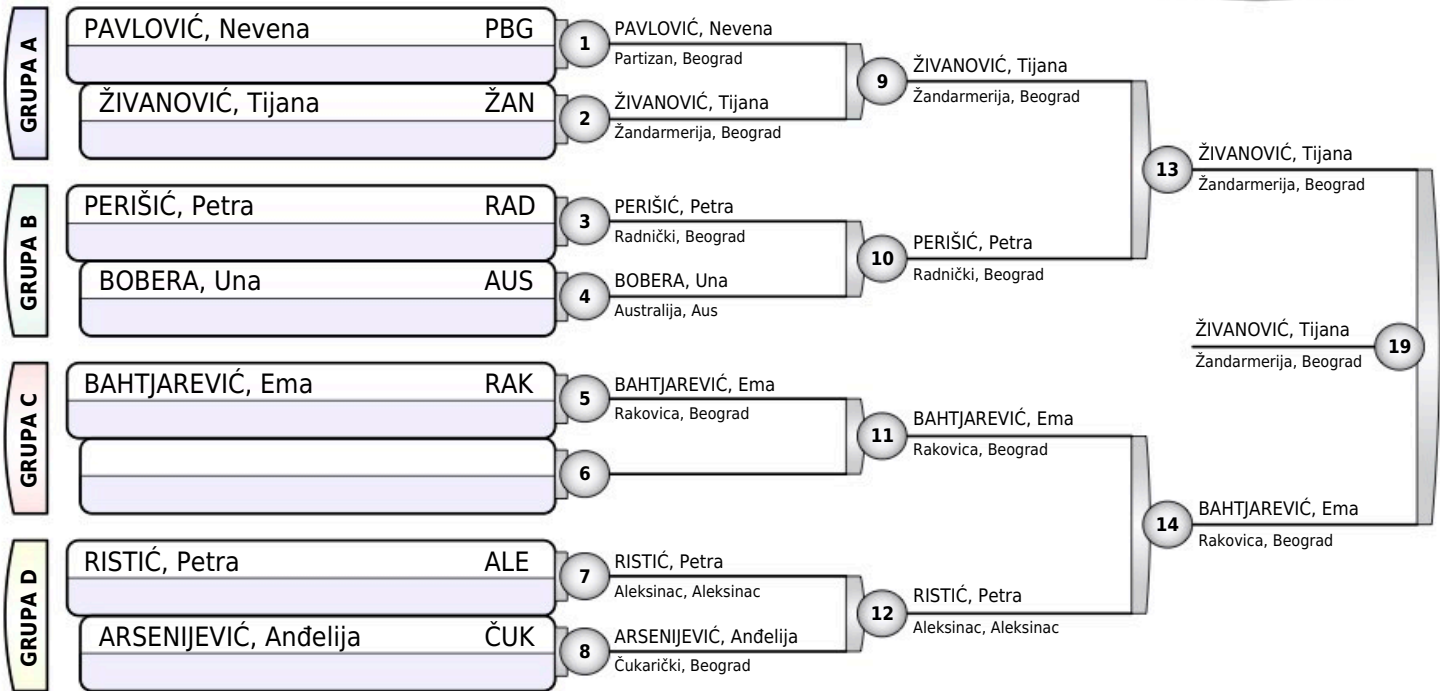 GRUPA A
PAVLOVIĆ, Nevena PBG
1
PAVLOVIĆ, Nevena
Partizan, Beograd
ŽIVANOVIĆ, Tijana ŽAN
2
ŽIVANOVIĆ, Tijana
Žandarmerija, Beograd
9
ŽIVANOVIĆ, Tijana
Žandarmerija, Beograd
GRUPA B
PERIŠIĆ, Petra RAD
3
PERIŠIĆ, Petra
Radnički, Beograd
BOBERA, Una AUS
4
BOBERA, Una
Australija, Aus
10
PERIŠIĆ, Petra
Radnički, Beograd
13
ŽIVANOVIĆ, Tijana
Žandarmerija, Beograd
GRUPA C
BAHTJAREVIĆ, Ema RAK
5
BAHTJAREVIĆ, Ema
Rakovica, Beograd
6
11
BAHTJAREVIĆ, Ema
Rakovica, Beograd
GRUPA D
RISTIĆ, Petra ALE
7
RISTIĆ, Petra
Aleksinac, Aleksinac
ARSENIJEVIĆ, Anđelija ČUK
8
ARSENIJEVIĆ, Anđelija
Čukarički, Beograd
12
RISTIĆ, Petra
Aleksinac, Aleksinac
14
BAHTJAREVIĆ, Ema
Rakovica, Beograd
ŽIVANOVIĆ, Tijana
Žandarmerija, Beograd
19